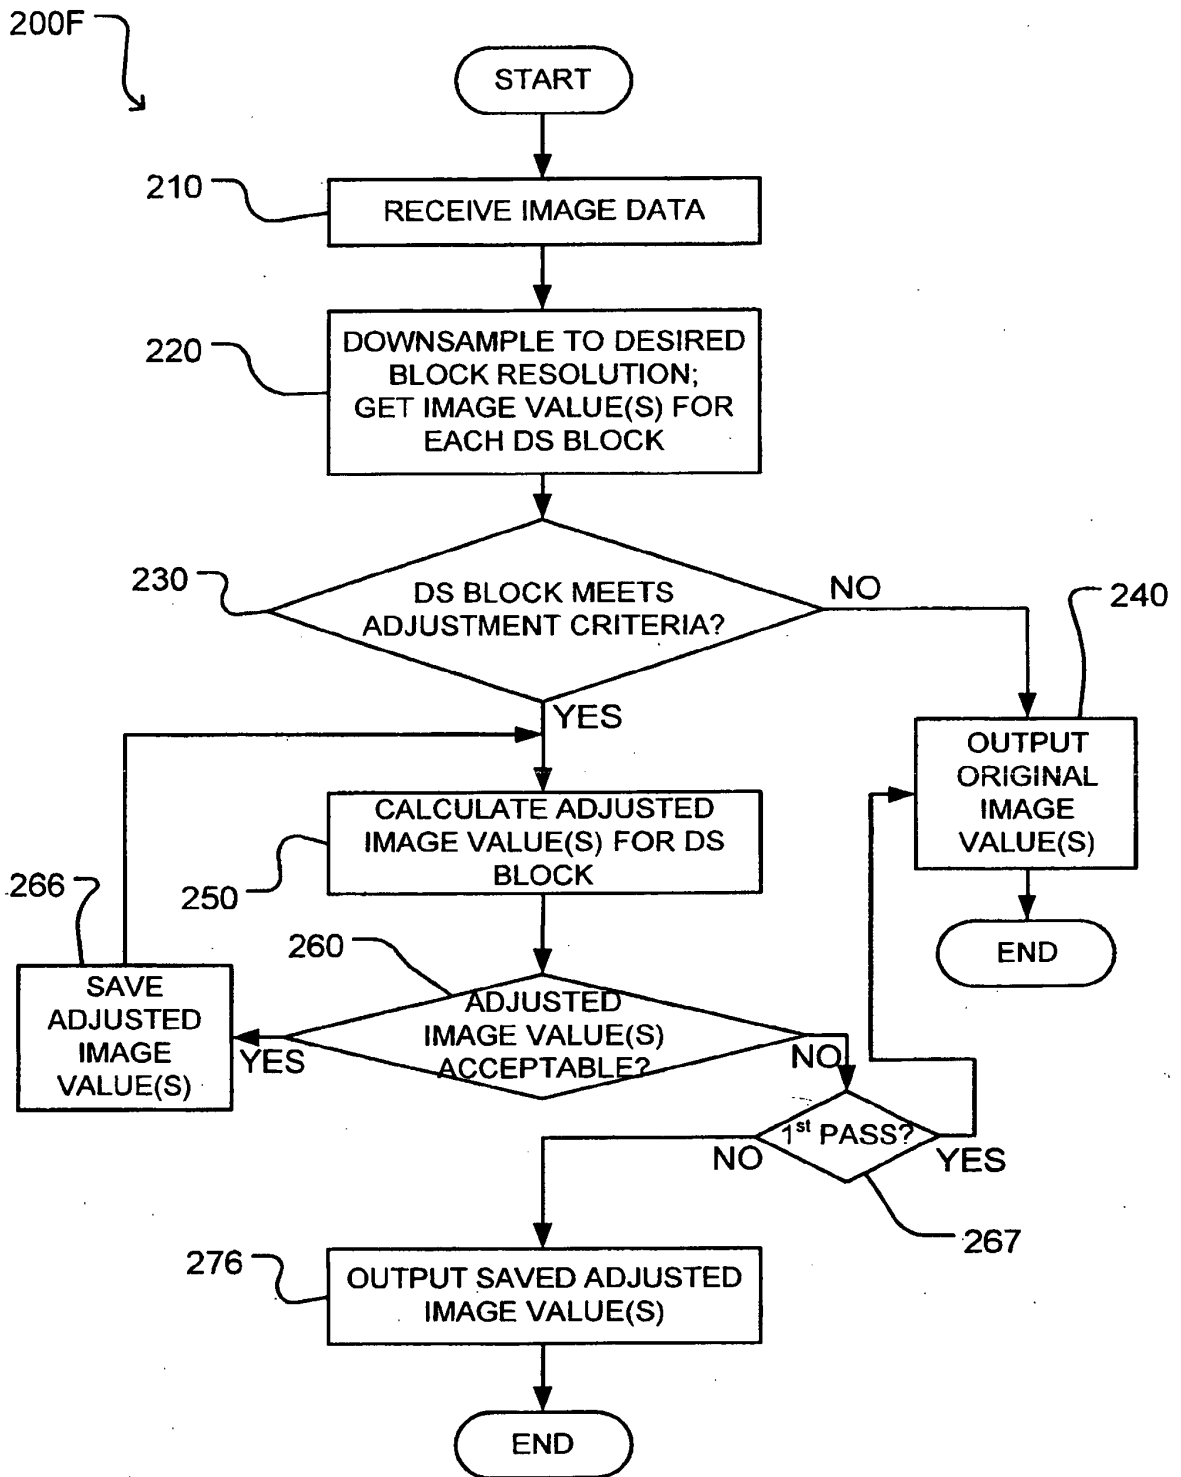 200F
START
210
RECEIVE IMAGE DATA
220
DOWNSAMPLE TO DESIRED
BLOCK RESOLUTION;
GET IMAGE VALUE(S) FOR
EACH DS BLOCK
230
DS BLOCK MEETS
ADJUSTMENT CRITERIA?
NO
240
YES
OUTPUT
ORIGINAL
IMAGE
VALUE(S)
END
CALCULATE ADJUSTED
IMAGE VALUE(S) FOR DS
BLOCK
250
266
SAVE
ADJUSTED
IMAGE
VALUE(S)
260
ADJUSTED
IMAGE VALUE(S)
ACCEPTABLE?
YES
NO
1st PASS?
NO
YES
267
276
OUTPUT SAVED ADJUSTED
IMAGE VALUE(S)
END